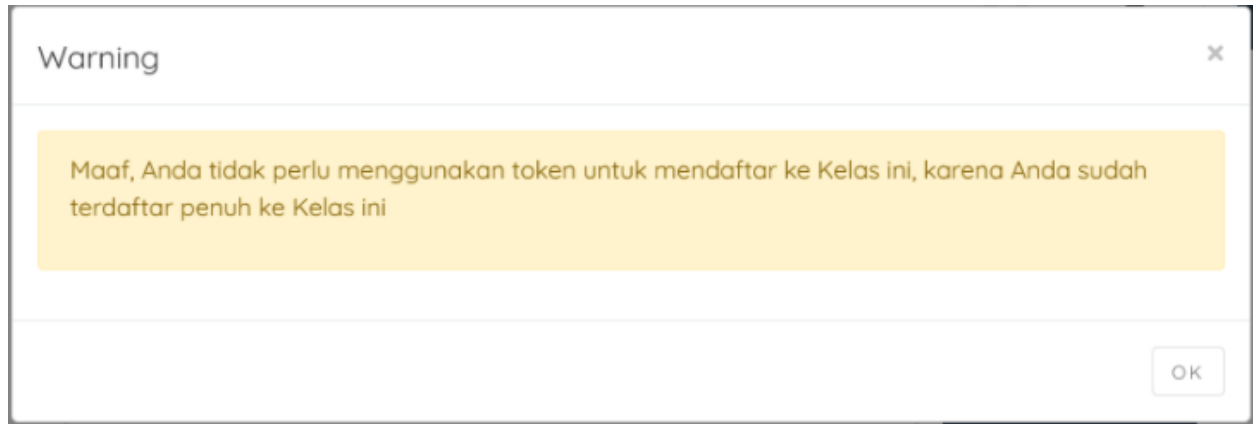 Warning
×
Maaf, Anda tidak perlu menggunakan token untuk mendaftar ke Kelas ini, karena Anda sudah
terdaftar penuh ke Kelas ini
OK